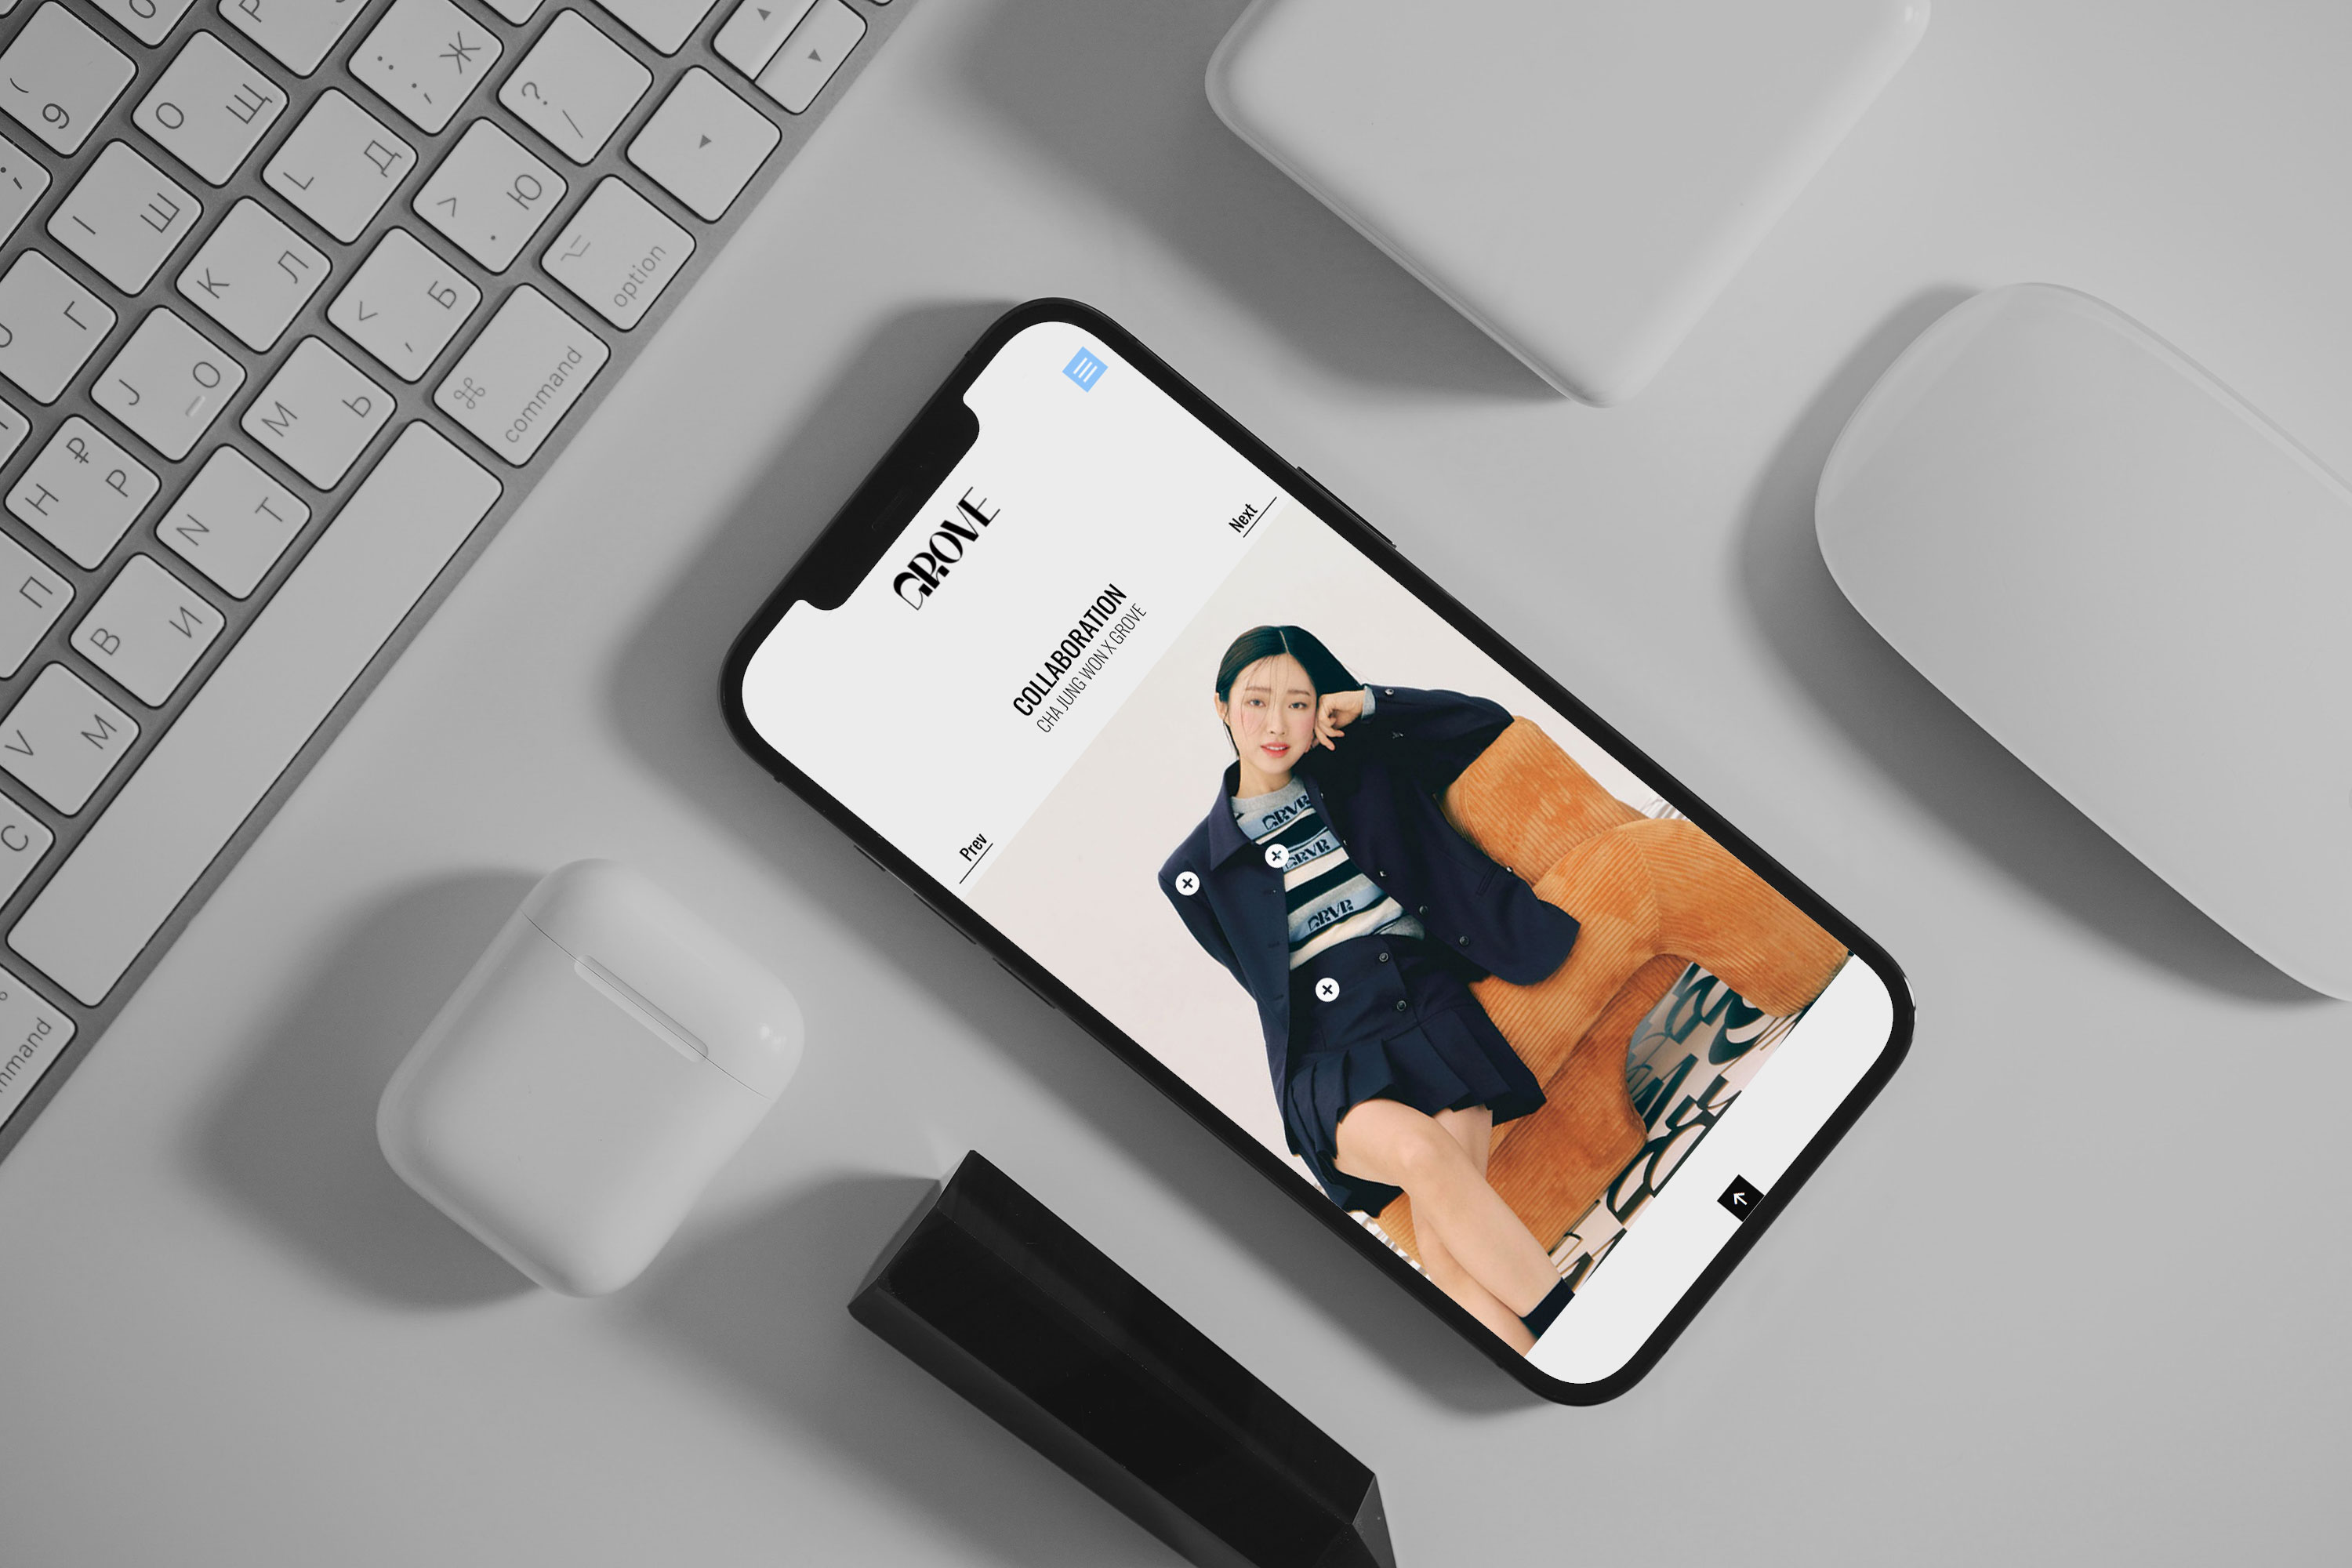 GROVE
COLLABORATION
CHA JUNG WON X GROVE
Prev
Next
GRVR
GRVR
GRVR
( 9
O Щ
: ; Ж
? /
I Ш
L Д
> . Ю
option
Г
K Л
< , Б
command
J О
M Ь
H ₽ Р
N Т
П
B И
V М
C
mmand